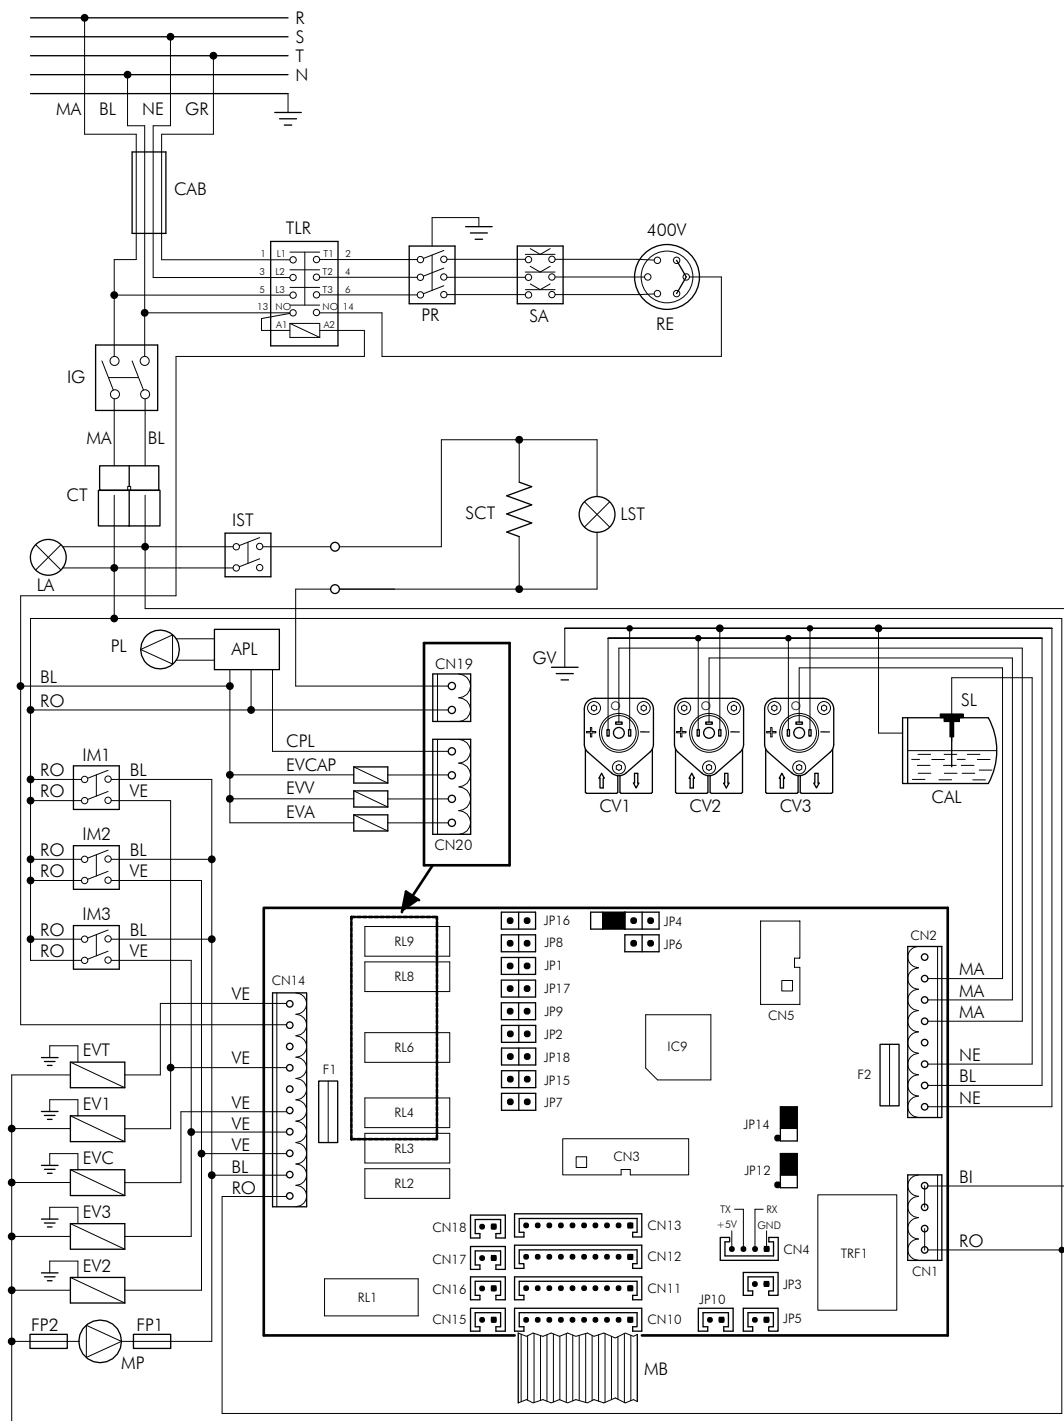 R
S
T
N
MA BL NE GR
CAB
TLR
400V
1 L1 T1 2
3 L2 T2 4
5 L3 T3 6
13 NO NO 14
A1 A2
PR
SA
RE
IG
MA BL
CT
IST
SCT
LST
LA
PL
APL
BL
RO
CN19
GV
SL
CPL
EVCAP
EVV
EVA
CN20
CV1
CV2
CV3
CAL
IM1
RO BL
RO VE
IM2
RO BL
RO VE
IM3
RO BL
RO VE
RL9
RL8
RL6
RL4
RL3
RL2
RL1
JP16
JP8
JP1
JP17
JP9
JP2
JP18
JP15
JP7
JP4
JP6
CN5
IC9
CN2
MA
MA
MA
NE
BL
NE
F2
CN14
VE
VE
VE
VE
VE
BL
RO
F1
EVT
EV1
EVC
EV3
EV2
FP2
FP1
MP
CN3
JP14
JP12
TX RX
+5V GND
CN4
TRF1
BI
RO
CN1
CN18
CN17
CN16
CN15
CN13
CN12
CN11
CN10
JP3
JP10
JP5
MB